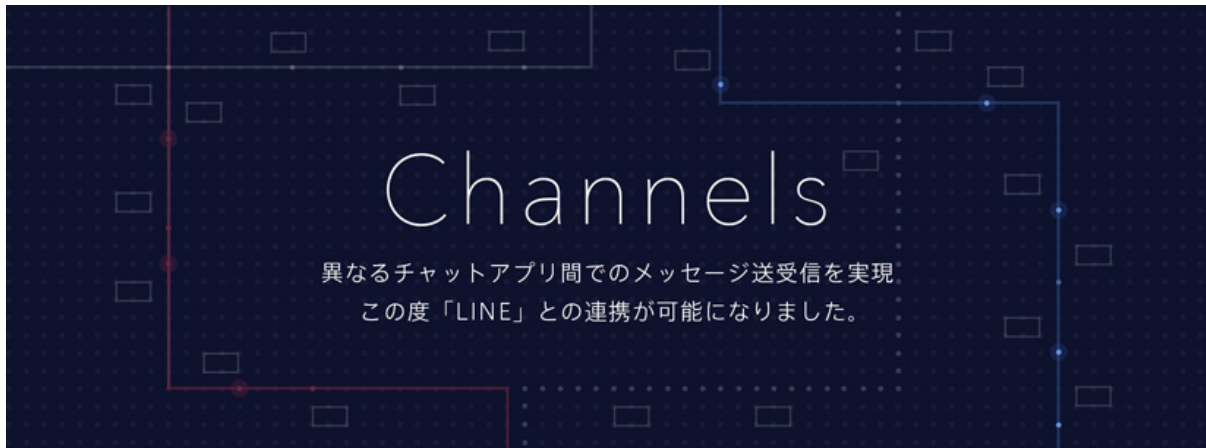 Channels
異なるチャットアプリ間でのメッセージ送受信を実現
この度「LINE」との連携が可能になりました。